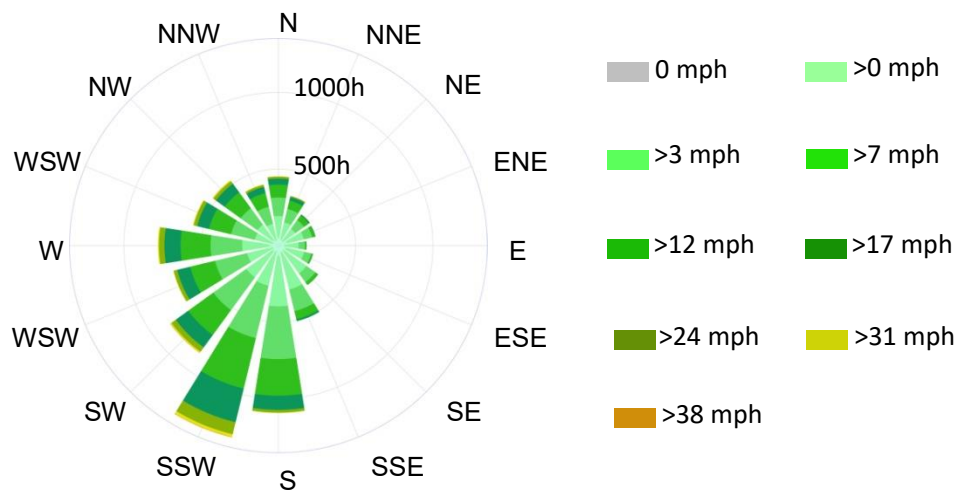 N
NNW
NNE
NW
NE
1000h
WSW
500h
ENE
W
E
WSW
ESE
SW
SE
SSW
SSE
S
0 mph
>0 mph
>3 mph
>7 mph
>12 mph
>17 mph
>24 mph
>31 mph
>38 mph